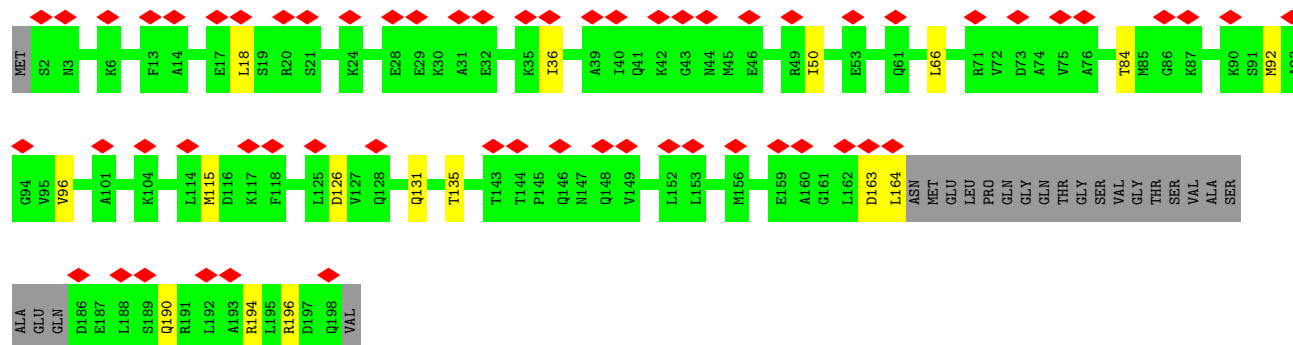 MET S2 N3 K6 F13 A14 E17 L18 S19 R20 S21 K24 E28 E29 K30 A31 E32 K35 I36 A39 I40 Q41 K42 G43 N44 M45 E46 R49 I50 E53 Q61 L66 R71 V72 D73 A74 V75 A76 T84 M85 G86 K87 K90 S91 M92
G94 V95 V96 A101 K104 L114 M115 D116 K117 F118 L125 D126 V127 Q128 Q131 T135 T143 T144 P145 Q146 N147 Q148 V149 L152 L153 M156 E159 A160 G161 L162 D163 L164 ASN MET GLU LEU PRO GLN GLY GLN THR GLY SER VAL GLY THR SER VAL ALA SER
ALA GLU GLN D186 E187 L188 S189 Q190 R191 L192 A193 R194 L195 R196 D197 Q198 VAL